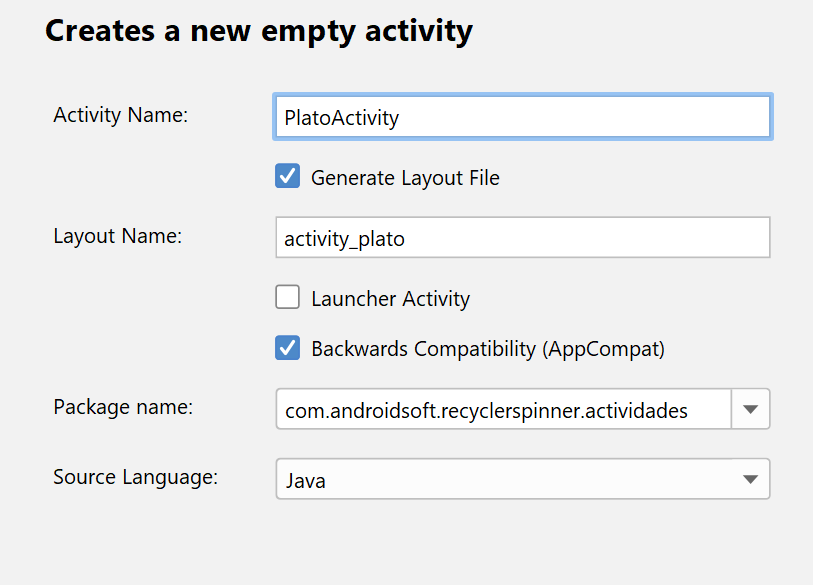 Creates a new empty activity
Activity Name:
PlatoActivity
Generate Layout File
Layout Name:
activity_plato
Launcher Activity
Backwards Compatibility (AppCompat)
Package name:
com.androidsoft.recyclerspinner.actividades
Source Language:
Java